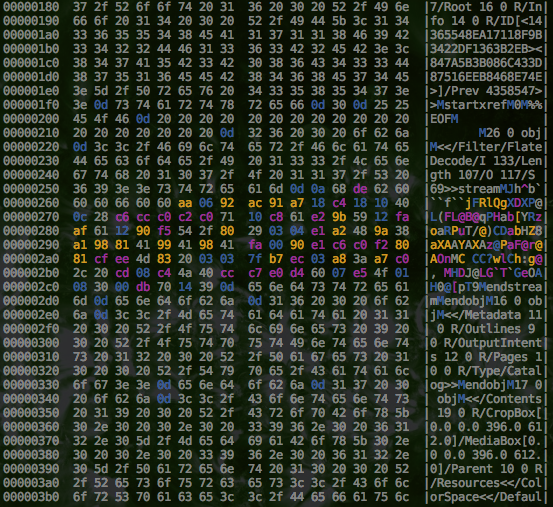 00000180 37 2f 52 6f 6f 74 20 31 36 20 30 20 52 2f 49 6e |7/Root 16 0 R/In
00000190 66 6f 20 31 34 20 30 20 52 2f 49 44 5b 3c 31 34 |fo 14 0 R/ID[<14
000001a0 33 36 35 35 34 38 45 41 31 37 31 31 38 46 39 42 |365548EA17118F9B
000001b0 33 34 32 32 44 46 31 33 36 33 42 32 45 42 3e 3c |3422DF1363B2EB><
000001c0 38 34 37 41 35 42 33 42 30 38 36 43 34 33 33 44 |847A5B3B086C433D
000001d0 38 37 35 31 36 45 45 42 38 34 36 38 45 37 34 45 |87516EEB8468E74E
000001e0 3e 5d 2f 50 72 65 76 20 34 33 35 38 35 34 37 3e |>]/Prev 4358547>
000001f0 3e 0d 73 74 61 72 74 78 72 65 66 0d 30 0d 25 25 |>MstartxrefM0M%%
00000200 45 4f 46 0d 20 20 20 20 20 20 20 20 20 20 20 20 |EOFM
00000210 20 20 20 20 20 20 20 0d 32 36 20 30 20 6f 62 6a |       M26 0 obj
00000220 0d 3c 3c 2f 46 69 6c 74 65 72 2f 46 6c 61 74 65 |M<</Filter/Flate
00000230 44 65 63 6f 64 65 2f 49 20 31 33 33 2f 4c 65 6e |Decode/I 133/Len
00000240 67 74 68 20 31 30 37 2f 4f 20 31 31 37 2f 53 20 |gth 107/O 117/S
00000250 36 39 3e 3e 73 74 72 65 61 6d 0d 0a 68 de 62 60 |69>>streamMJh^b`
00000260 60 60 66 60 60 aa 06 92 ac 91 a7 18 c4 18 10 40 |``f``
00000270 0c 28 c6 cc c0 c2 c0 71 10 c8 61 e2 9b 59 12 fa |L(FL@B@qPHab[YRz
00000280 af 61 12 90 f5 54 2f 80 29 03 04 e1 a2 48 9a 38
00000290 a1 98 81 41 99 41 98 41 fa 00 90 a1 c6 c0 f2 80 |aXAAYAXAz@PaF@r@
000002a0 81 cf ee 4d 83 20 03 03 7f b7 ec 03 a8 3a a7 c0
000002b0 2c 20 cd 08 c4 4a 40 cc c7 e0 d4 60 07 e5 4f 01 |, MHDJ@LG`T`GeOA
000002c0 08 30 00 db 70 14 39 0d 65 6e 64 73 74 72 65 61 |H0@[pT9Mendstrea
000002d0 6d 0d 65 6e 64 6f 62 6a 0d 31 36 20 30 20 6f 62 |mMendobjM16 0 ob
000002e0 6a 0d 3c 3c 2f 4d 65 74 61 64 61 74 61 20 31 31 |jM<</Metadata 11
000002f0 20 30 20 52 2f 4f 75 74 6c 69 6e 65 73 20 39 20 | 0 R/Outlines 9
00000300 30 20 52 2f 4f 75 74 70 75 74 49 6e 74 65 6e 74 |0 R/OutputIntent
00000310 73 20 31 32 20 30 20 52 2f 50 61 67 65 73 20 31 |s 12 0 R/Pages 1
00000320 30 20 30 20 52 2f 54 79 70 65 2f 43 61 74 61 6c |0 0 R/Type/Catal
00000330 6f 67 3e 3e 0d 65 6e 64 6f 62 6a 0d 31 37 20 30 |og>>MendobjM17 0
00000340 20 6f 62 6a 0d 3c 3c 2f 43 6f 6e 74 65 6e 74 73 | objM<</Contents
00000350 20 31 39 20 30 20 52 2f 43 72 6f 70 42 6f 78 5b | 19 0 R/CropBox[
00000360 30 2e 30 20 30 2e 30 20 33 39 36 2e 30 20 36 31 |0.0 0.0 396.0 61
00000370 32 2e 30 5d 2f 4d 65 64 69 61 42 6f 78 5b 30 2e |2.0]/MediaBox[0.
00000380 30 20 30 2e 30 20 33 39 36 2e 30 20 36 31 32 2e |0 0.0 396.0 612.
00000390 30 5d 2f 50 61 72 65 6e 74 20 31 30 20 30 20 52 |0]/Parent 10 0 R
000003a0 2f 52 65 73 6f 75 72 63 65 73 3c 3c 2f 43 6f 6c |/Resources<</Col
000003b0 6f 72 53 70 61 63 65 3c 3c 2f 44 65 66 61 75 6c |orSpace<</Defaul